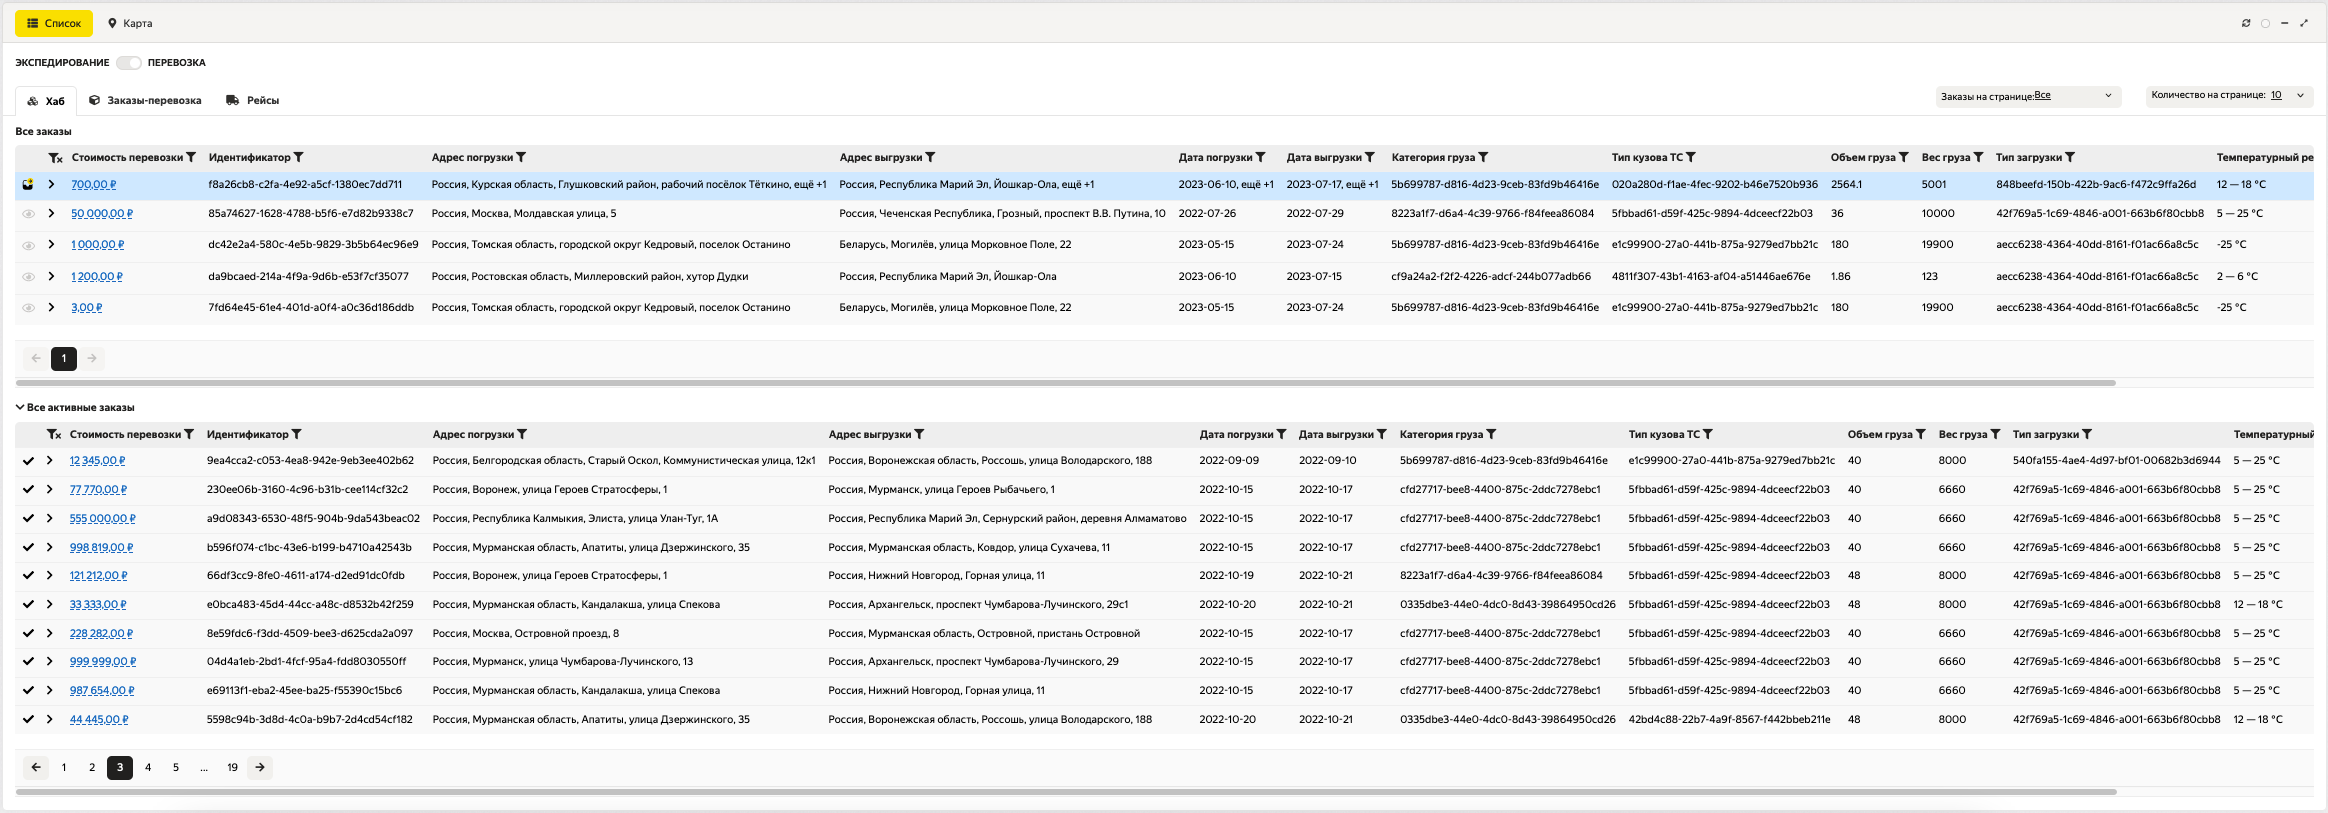 Список Карта
ЭКСПЕДИРОВАНИЕ ПЕРЕВОЗКА
Хаб Заказы-перевозка Рейсы Заказы на странице:Все Количество на странице: 10
Все заказы
Стоимость перевозки Идентификатор Адрес погрузки Адрес выгрузки Дата погрузки Дата выгрузки Категория груза Тип кузова ТС Объем груза Вес груза Тип загрузки Температурный ре
700,00 ₽ f8a26cb8-c2fa-4e92-a5cf-1380ec7dd711 Россия, Курская область, Глушковский район, рабочий посёлок Тёткино, ещё +1 Россия, Республика Марий Эл, Йошкар-Ола, ещё +1 2023-06-10, ещё +1 2023-07-17, ещё +1 5b699787-d816-4d23-9ceb-83fd9b46416e 020a280d-f1ae-4fec-9202-b46e7520b936 2564.1 5001 848beefd-150b-422b-9ac6-f472c9ffa26d 12 — 18 °C
50 000,00 ₽ 85a74627-1628-4788-b5f6-e7d82b9338c7 Россия, Москва, Молдавская улица, 5 Россия, Чеченская Республика, Грозный, проспект В.В. Путина, 10 2022-07-26 2022-07-29 8223a1f7-d6a4-4c39-9766-f84feea86084 5fbbad61-d59f-425c-9894-4dceecf22b03 36 10000 42f769a5-1c69-4846-a001-663b6f80cbb8 5 — 25 °C
1 000,00 ₽ dc42e2a4-580c-4e5b-9829-3b5b64ec96e9 Россия, Томская область, городской округ Кедровый, поселок Останино Беларусь, Могилёв, улица Морковное Поле, 22 2023-05-15 2023-07-24 5b699787-d816-4d23-9ceb-83fd9b46416e e1c99900-27a0-441b-875a-9279ed7bb21c 180 19900 aecc6238-4364-40dd-8161-f01ac66a8c5c -25 °C
1 200,00 ₽ da9bcaed-214a-4f9a-9d6b-e53f7cf35077 Россия, Ростовская область, Миллеровский район, хутор Дудки Россия, Республика Марий Эл, Йошкар-Ола 2023-06-10 2023-07-15 cf9a24a2-f2f2-4226-adcf-244b077adb66 4811f307-43b1-4163-af04-a51446ae676e 1.86 123 aecc6238-4364-40dd-8161-f01ac66a8c5c 2 — 6 °C
3,00 ₽ 7fd64e45-61e4-401d-a0f4-a0c36d186ddb Россия, Томская область, городской округ Кедровый, поселок Останино Беларусь, Могилёв, улица Морковное Поле, 22 2023-05-15 2023-07-24 5b699787-d816-4d23-9ceb-83fd9b46416e e1c99900-27a0-441b-875a-9279ed7bb21c 180 19900 aecc6238-4364-40dd-8161-f01ac66a8c5c -25 °C
1
Все активные заказы
Стоимость перевозки Идентификатор Адрес погрузки Адрес выгрузки Дата погрузки Дата выгрузки Категория груза Тип кузова ТС Объем груза Вес груза Тип загрузки Температурный
12 345,00 ₽ 9ea4cca2-c053-4ea8-942e-9eb3ee402b62 Россия, Белгородская область, Старый Оскол, Коммунистическая улица, 12к1 Россия, Воронежская область, Россошь, улица Володарского, 188 2022-09-09 2022-09-10 5b699787-d816-4d23-9ceb-83fd9b46416e e1c99900-27a0-441b-875a-9279ed7bb21c 40 8000 540fa155-4ae4-4d97-bf01-00682b3d6944 5 — 25 °C
77 770,00 ₽ 230ee06b-3160-4c96-b31b-cee114cf32c2 Россия, Воронеж, улица Героев Стратосферы, 1 Россия, Мурманск, улица Героев Рыбачьего, 1 2022-10-15 2022-10-17 cfd27717-bee8-4400-875c-2ddc7278ebc1 5fbbad61-d59f-425c-9894-4dceecf22b03 40 6660 42f769a5-1c69-4846-a001-663b6f80cbb8 5 — 25 °C
555 000,00 ₽ a9d08343-6530-48f5-904b-9da543beac02 Россия, Республика Калмыкия, Элиста, улица Улан-Туг, 1А Россия, Республика Марий Эл, Сернурский район, деревня Алмаматово 2022-10-15 2022-10-17 cfd27717-bee8-4400-875c-2ddc7278ebc1 5fbbad61-d59f-425c-9894-4dceecf22b03 40 6660 42f769a5-1c69-4846-a001-663b6f80cbb8 5 — 25 °C
998 819,00 ₽ b596f074-c1bc-43e6-b199-b4710a42543b Россия, Мурманская область, Апатиты, улица Дзержинского, 35 Россия, Мурманская область, Ковдор, улица Сухачева, 11 2022-10-15 2022-10-17 cfd27717-bee8-4400-875c-2ddc7278ebc1 5fbbad61-d59f-425c-9894-4dceecf22b03 40 6660 42f769a5-1c69-4846-a001-663b6f80cbb8 5 — 25 °C
121 212,00 ₽ 66df3cc9-8fe0-4611-a174-d2ed91dc0fdb Россия, Воронеж, улица Героев Стратосферы, 1 Россия, Нижний Новгород, Горная улица, 11 2022-10-19 2022-10-21 8223a1f7-d6a4-4c39-9766-f84feea86084 5fbbad61-d59f-425c-9894-4dceecf22b03 48 8000 42f769a5-1c69-4846-a001-663b6f80cbb8 5 — 25 °C
33 333,00 ₽ e0bca483-45d4-44cc-a48c-d8532b42f259 Россия, Мурманская область, Кандалакша, улица Спекова Россия, Архангельск, проспект Чумбарова-Лучинского, 29с1 2022-10-20 2022-10-21 0335dbe3-44e0-4dc0-8d43-39864950cd26 5fbbad61-d59f-425c-9894-4dceecf22b03 48 8000 42f769a5-1c69-4846-a001-663b6f80cbb8 12 — 18 °C
228 282,00 ₽ 8e59fdc6-f3dd-4509-bee3-d625cda2a097 Россия, Москва, Островной проезд, 8 Россия, Мурманская область, Островной, пристань Островной 2022-10-15 2022-10-17 cfd27717-bee8-4400-875c-2ddc7278ebc1 5fbbad61-d59f-425c-9894-4dceecf22b03 40 6660 42f769a5-1c69-4846-a001-663b6f80cbb8 5 — 25 °C
999 999,00 ₽ 04d4a1eb-2bd1-4fcf-95a4-fdd8030550ff Россия, Мурманск, улица Чумбарова-Лучинского, 13 Россия, Архангельск, проспект Чумбарова-Лучинского, 29 2022-10-15 2022-10-17 cfd27717-bee8-4400-875c-2ddc7278ebc1 5fbbad61-d59f-425c-9894-4dceecf22b03 40 6660 42f769a5-1c69-4846-a001-663b6f80cbb8 5 — 25 °C
987 654,00 ₽ e69113f1-eba2-45ee-ba25-f55390c15bc6 Россия, Мурманская область, Кандалакша, улица Спекова Россия, Нижний Новгород, Горная улица, 11 2022-10-15 2022-10-17 cfd27717-bee8-4400-875c-2ddc7278ebc1 5fbbad61-d59f-425c-9894-4dceecf22b03 40 6660 42f769a5-1c69-4846-a001-663b6f80cbb8 5 — 25 °C
44 445,00 ₽ 5598c94b-3d8d-4c0a-b9b7-2d4cd54cf182 Россия, Мурманская область, Апатиты, улица Дзержинского, 35 Россия, Воронежская область, Россошь, улица Володарского, 188 2022-10-20 2022-10-21 0335dbe3-44e0-4dc0-8d43-39864950cd26 42bd4c88-22b7-4a9f-8567-f442bbeb211e 48 8000 42f769a5-1c69-4846-a001-663b6f80cbb8 12 — 18 °C
1 2 3 4 5 ... 19